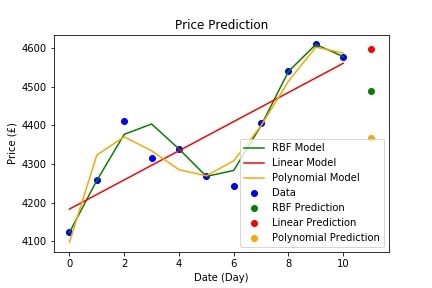 Price Prediction
Price (£)
4600
4500
4400
4300
4200
4100
RBF Model
Linear Model
Polynomial Model
Data
RBF Prediction
Linear Prediction
Polynomial Prediction
0 2 4 6 8 10
Date (Day)